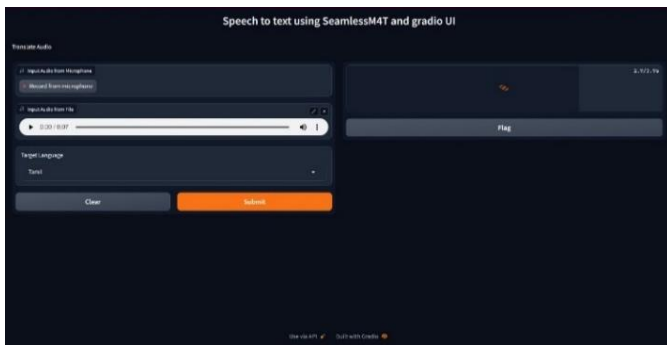 Speech to text using SeamlessM4T and gradio UI
Translate Audio
Input Audio from Microphone
Record from microphone
Input Audio from File
0:00 / 0:07
Target Language
Tamil
Clear
Submit
Flag
Use via API
Built with Gradio